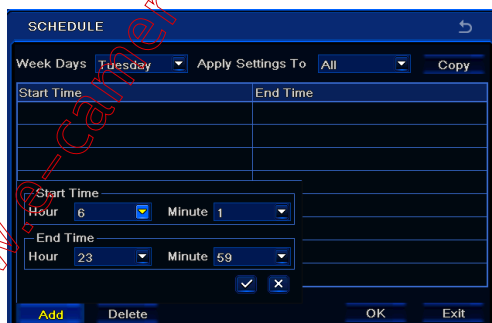 SCHEDULE
Week Days Tuesday Apply Settings To All Copy
Start Time End Time
Start Time
Hour 6 Minute 1
End Time
Hour 23 Minute 59
Add Delete OK Exit